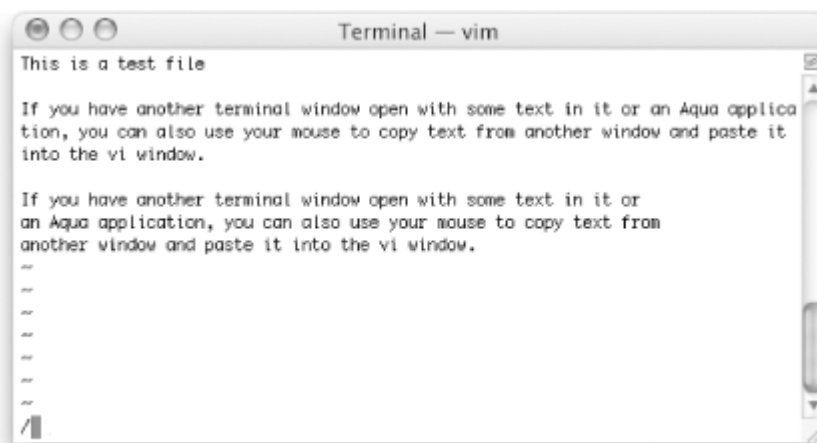 Terminal — vim
This is a test file
If you have another terminal window open with some text in it or an Aqua applica
tion, you can also use your mouse to copy text from another window and paste it
into the vi window.
If you have another terminal window open with some text in it or
an Aqua application, you can also use your mouse to copy text from
another window and paste it into the vi window.
~
~
~
~
~
~
~
/